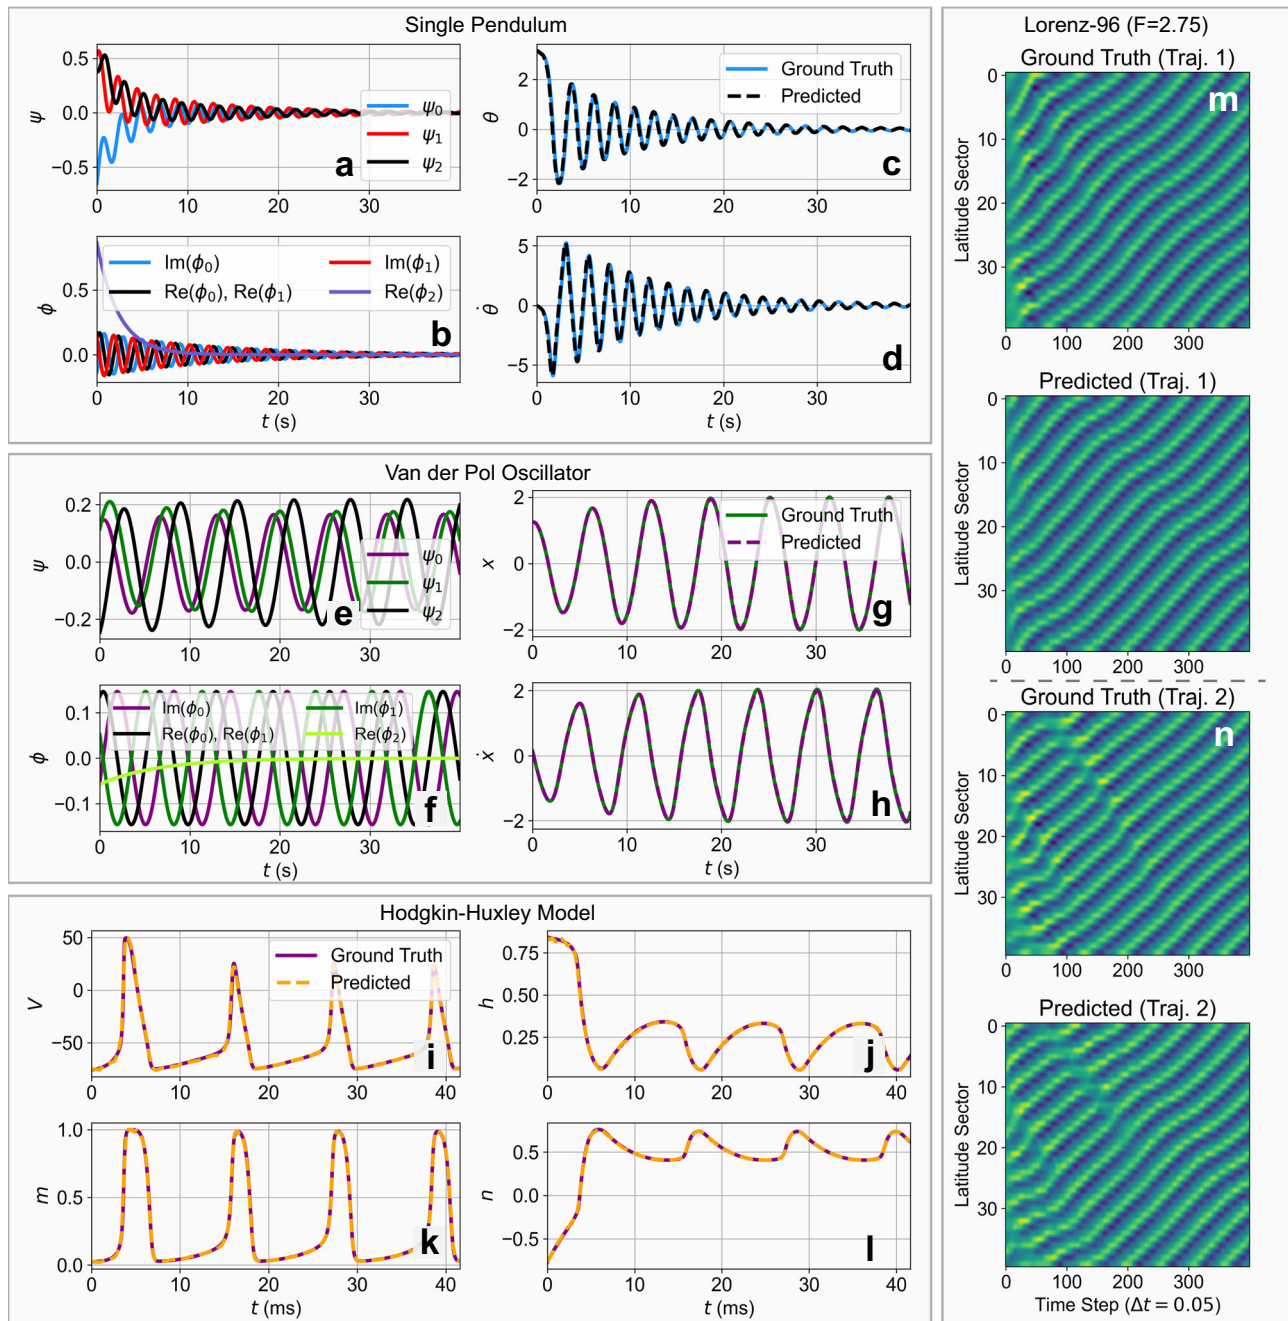 Single Pendulum
0.5
0.0
−0.5
ψ
ψ0
ψ1
ψ2
a
0 10 20 30
2
0
−2
θ
Ground Truth
Predicted
c
0 10 20 30
0.5
0.0
ϕ
Im(ϕ0)
Im(ϕ1)
Re(ϕ0), Re(ϕ1)
Re(ϕ2)
b
0 10 20 30
t (s)
5
0
−5
θ̇
d
0 10 20 30
t (s)
Van der Pol Oscillator
0.2
0.0
−0.2
ψ
ψ0
ψ1
ψ2
e
0 10 20 30
2
0
−2
x
Ground Truth
Predicted
g
0 10 20 30
0.1
0.0
−0.1
ϕ
Im(ϕ0)
Im(ϕ1)
Re(ϕ0), Re(ϕ1)
Re(ϕ2)
f
0 10 20 30
t (s)
2
0
−2
ẋ
h
0 10 20 30
t (s)
Hodgkin-Huxley Model
50
0
−50
V
Ground Truth
Predicted
i
0 10 20 30 40
0.75
0.50
0.25
h
j
0 10 20 30 40
1.0
0.5
0.0
m
k
0 10 20 30 40
t (ms)
0.5
0.0
−0.5
n
l
0 10 20 30 40
t (ms)
Lorenz-96 (F=2.75)
Ground Truth (Traj. 1)
m
0
10
20
30
Latitude Sector
0 100 200 300
Predicted (Traj. 1)
0
10
20
30
Latitude Sector
0 100 200 300
Ground Truth (Traj. 2)
n
0
10
20
30
Latitude Sector
0 100 200 300
Predicted (Traj. 2)
0
10
20
30
Latitude Sector
0 100 200 300
Time Step (Δt = 0.05)